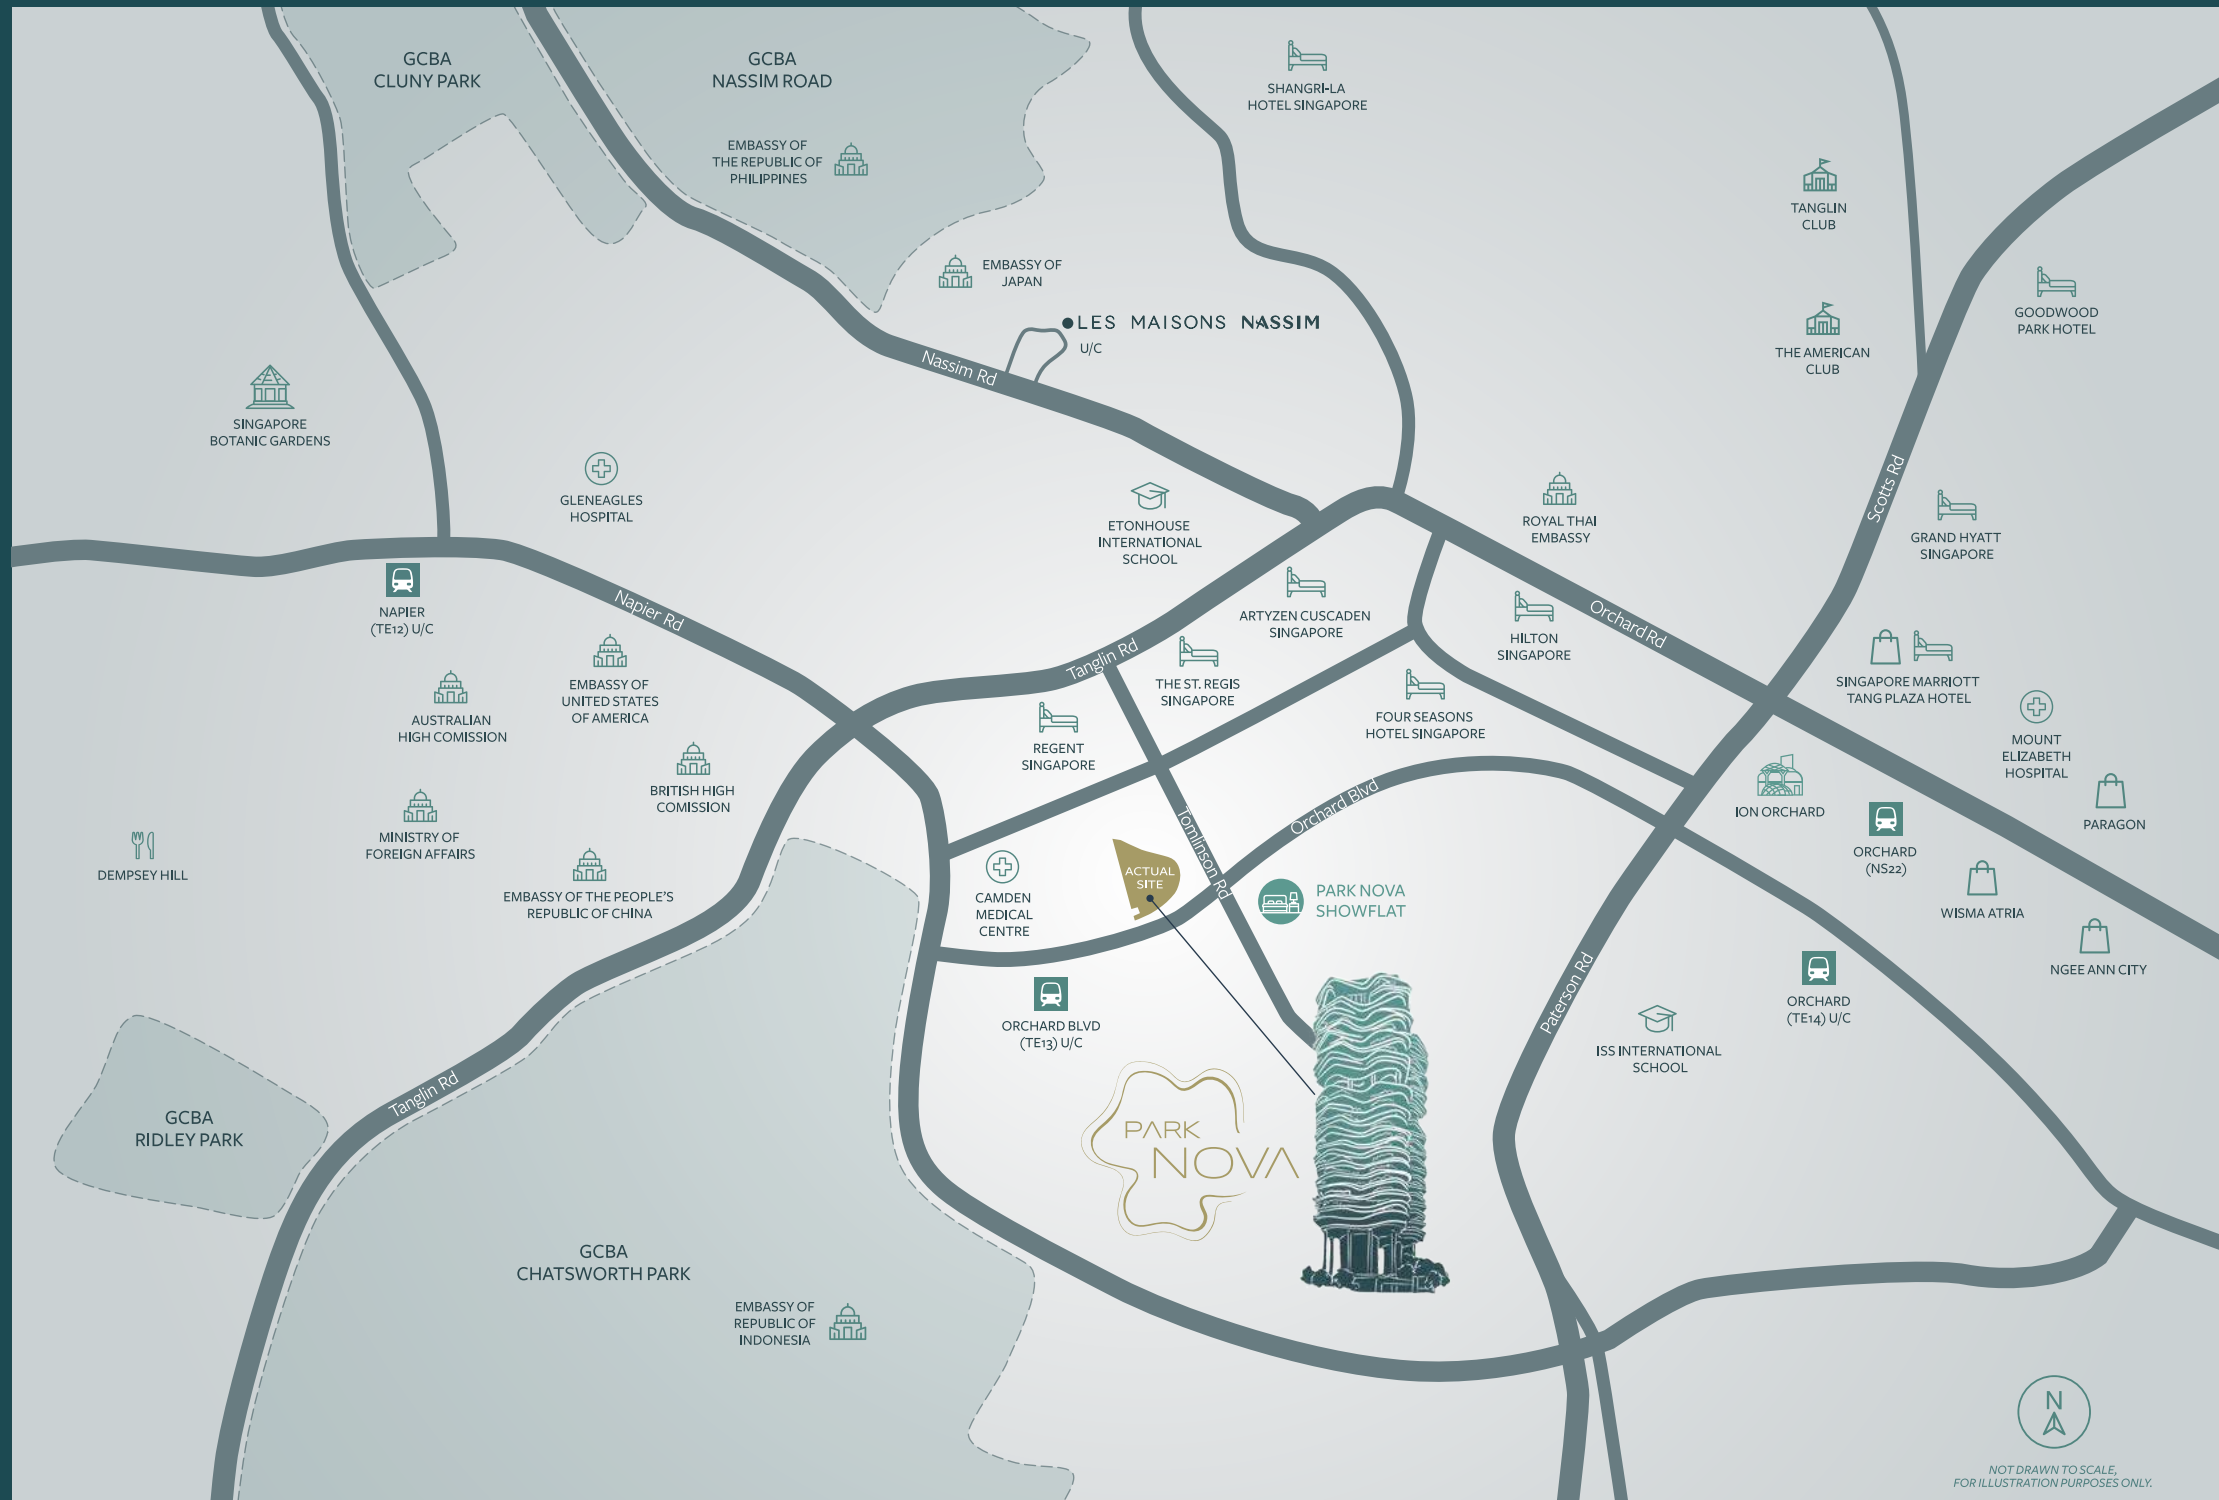 GCBA
CLUNY PARK
GCBA
NASSIM ROAD
SHANGRI-LA
HOTEL SINGAPORE
EMBASSY OF
THE REPUBLIC OF
PHILIPPINES
TANGLIN
CLUB
EMBASSY OF
JAPAN
GOODWOOD
PARK HOTEL
LES MAISONS NASSIM
U/C
THE AMERICAN
CLUB
Nassim Rd
SINGAPORE
BOTANIC GARDENS
GLENEAGLES
HOSPITAL
Scotts Rd
ETONHOUSE
INTERNATIONAL
SCHOOL
ROYAL THAI
EMBASSY
GRAND HYATT
SINGAPORE
NAPIER
(TE12) U/C
Napier Rd
ARTYZEN CUSCADEN
SINGAPORE
Orchard Rd
HILTON
SINGAPORE
Tanglin Rd
EMBASSY OF
UNITED STATES
OF AMERICA
THE ST. REGIS
SINGAPORE
SINGAPORE MARRIOTT
TANG PLAZA HOTEL
AUSTRALIAN
HIGH COMISSION
FOUR SEASONS
HOTEL SINGAPORE
REGENT
SINGAPORE
MOUNT
ELIZABETH
HOSPITAL
BRITISH HIGH
COMISSION
Orchard Blvd
Tomlinson Rd
ION ORCHARD
PARAGON
MINISTRY OF
FOREIGN AFFAIRS
ORCHARD
(NS22)
DEMPSEY HILL
ACTUAL
SITE
EMBASSY OF THE PEOPLE'S
REPUBLIC OF CHINA
CAMDEN
MEDICAL
CENTRE
PARK NOVA
SHOWFLAT
WISMA ATRIA
NGEE ANN CITY
Paterson Rd
ORCHARD
(TE14) U/C
ORCHARD BLVD
(TE13) U/C
ISS INTERNATIONAL
SCHOOL
Tanglin Rd
GCBA
RIDLEY PARK
PARK
NOVA
GCBA
CHATSWORTH PARK
EMBASSY OF
REPUBLIC OF
INDONESIA
N
NOT DRAWN TO SCALE,
FOR ILLUSTRATION PURPOSES ONLY.